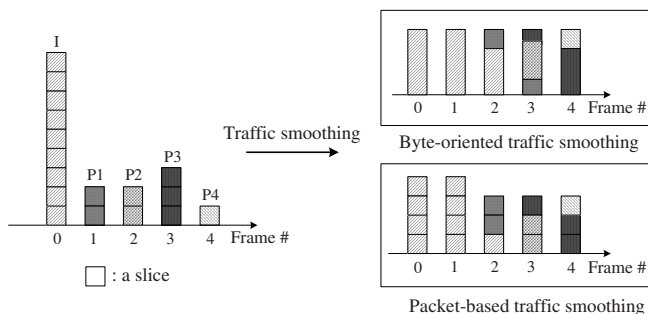 I
P1
P2
P3
P4
0 1 2 3 4 Frame #
: a slice
Traffic smoothing
0 1 2 3 4 Frame #
Byte-oriented traffic smoothing
0 1 2 3 4 Frame #
Packet-based traffic smoothing